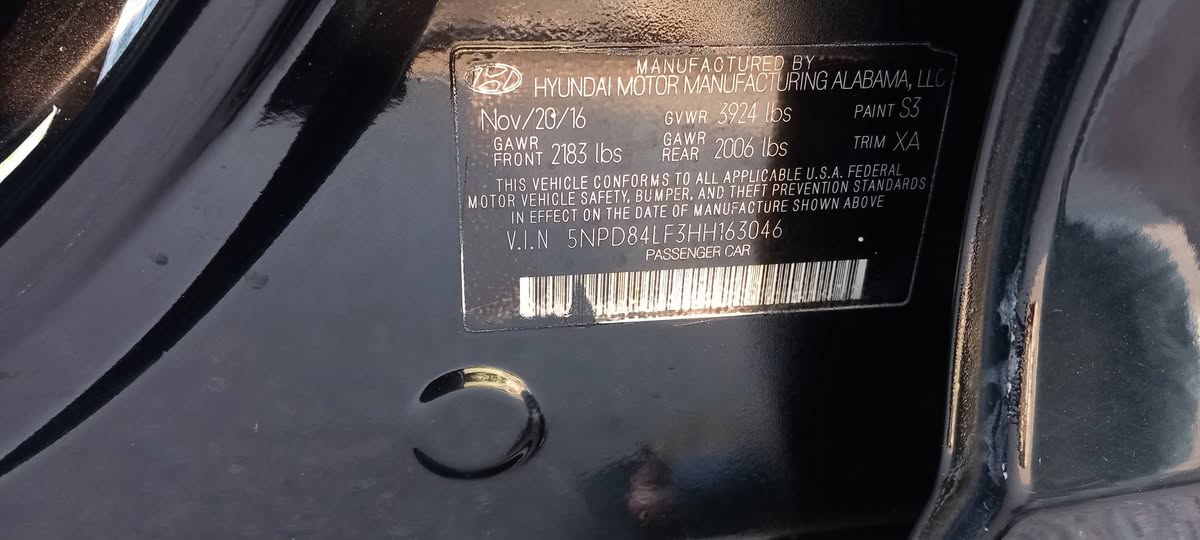 MANUFACTURED BY
HYUNDAI MOTOR MANUFACTURING ALABAMA, LLC
Nov/20/16 GVWR 3924 lbs PAINT S3
GAWR FRONT 2183 lbs GAWR REAR 2006 lbs TRIM XA
THIS VEHICLE CONFORMS TO ALL APPLICABLE U.S.A. FEDERAL
MOTOR VEHICLE SAFETY, BUMPER, AND THEFT PREVENTION STANDARDS
IN EFFECT ON THE DATE OF MANUFACTURE SHOWN ABOVE
V.I.N 5NPD84LF3HH163046
PASSENGER CAR